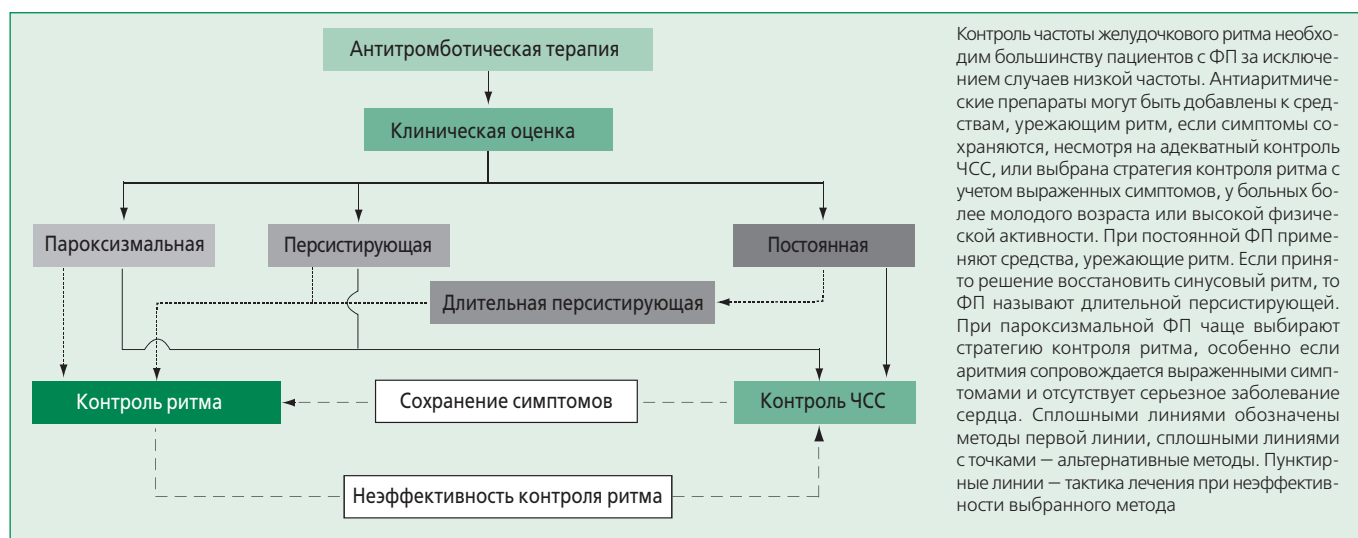 Антитромботическая терапия
Клиническая оценка
Пароксизмальная
Персистирующая
Постоянная
Длительная персистирующая
Контроль ритма
Сохранение симптомов
Контроль ЧСС
Неэффективность контроля ритма
Контроль частоты желудочкового ритма необхо-
дим большинству пациентов с ФП за исключе-
нием случаев низкой частоты. Антиаритмиче-
ские препараты могут быть добавлены к сред-
ствам, урежающим ритм, если симптомы со-
храняются, несмотря на адекватный контроль
ЧСС, или выбрана стратегия контроля ритма с
учетом выраженных симптомов, у больных бо-
лее молодого возраста или высокой физиче-
ской активности. При постоянной ФП приме-
няют средства, урежающие ритм. Если приня-
то решение восстановить синусовый ритм, то
ФП называют длительной персистирующей.
При пароксизмальной ФП чаще выбирают
стратегию контроля ритма, особенно если
аритмия сопровождается выраженными симп-
томами и отсутствует серьезное заболевание
сердца. Сплошными линиями обозначены
методы первой линии, сплошными линиями
с точками — альтернативные методы. Пунктир-
ные линии — тактика лечения при неэффектив-
ности выбранного метода